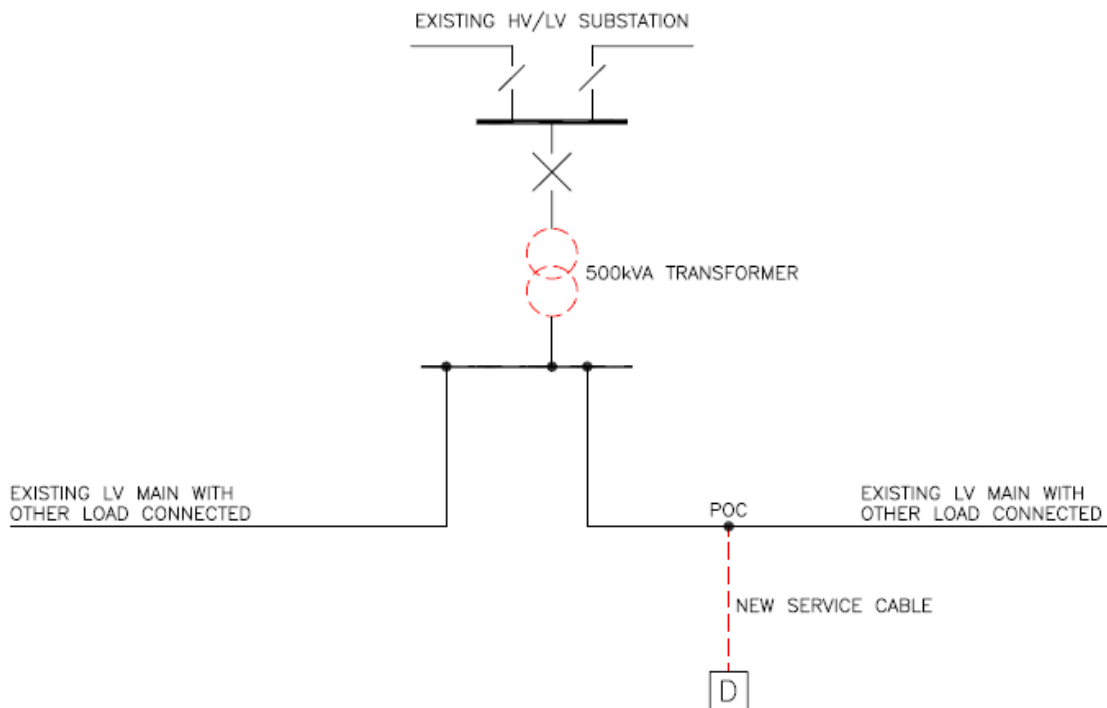 EXISTING HV/LV SUBSTATION
500kVA TRANSFORMER
EXISTING LV MAIN WITH
OTHER LOAD CONNECTED
POC
EXISTING LV MAIN WITH
OTHER LOAD CONNECTED
NEW SERVICE CABLE
D